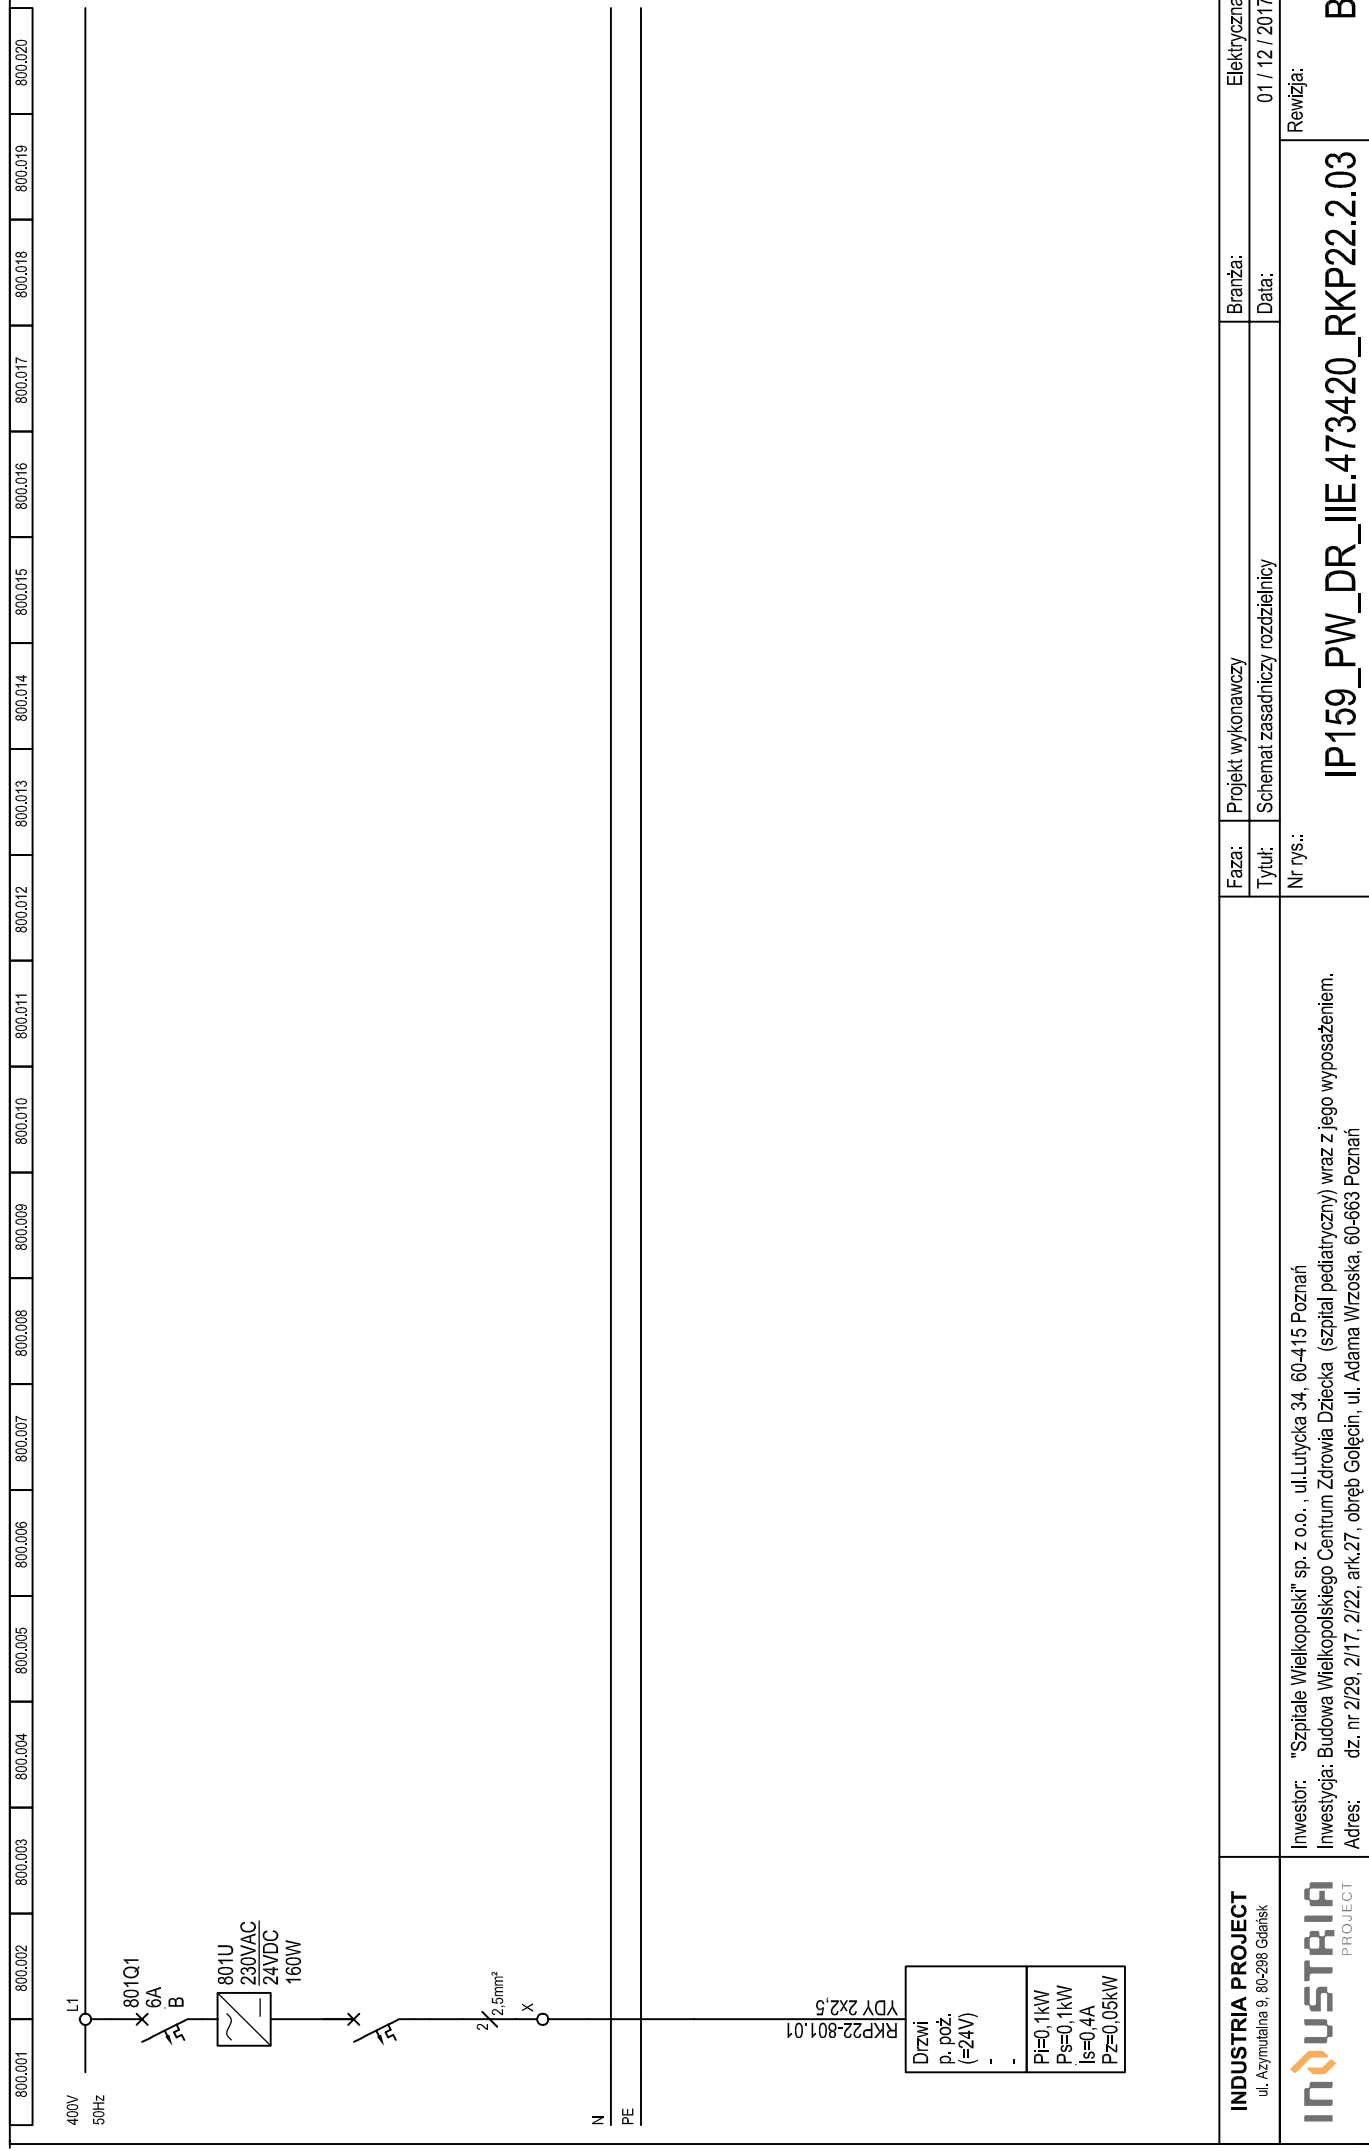 800.001
800.002
800.003
800.004
800.005
800.006
800.007
800.008
800.009
800.010
800.011
800.012
800.013
800.014
800.015
800.016
800.017
800.018
800.019
800.020
400V
50Hz
L1
801Q1
6A
B
801U
230VAC
24VDC
160W
2
2,5mm²
X
N
PE
RKP22-801.01
YDY 2x2,5
Drzwi
p. poż.
(=24V)
-
-
Pi=0,1kW
Ps=0,1kW
Is=0,4A
Pz=0,05kW
INDUSTRIA PROJECT
ul. Azymutalna 9, 80-298 Gdańsk
INDUSTRIA
PROJECT
Inwestor: "Szpitale Wielkopolski" sp. z o.o. , ul.Lutycka 34, 60-415 Poznań
Inwestycja: Budowa Wielkopolskiego Centrum Zdrowia Dziecka (szpital pediatryczny) wraz z jego wyposażeniem.
Adres: dz. nr 2/29, 2/17, 2/22, ark.27, obręb Golęcin, ul. Adama Wrzoska, 60-663 Poznań
Faza: Projekt wykonawczy
Branża: Elektryczna
Tytuł: Schemat zasadniczy rozdzielnicy
Data: 01 / 12 / 2017
Nr rys.: IP159_PW_DR_IIE.473420_RKP22.2.03
Rewizja: B